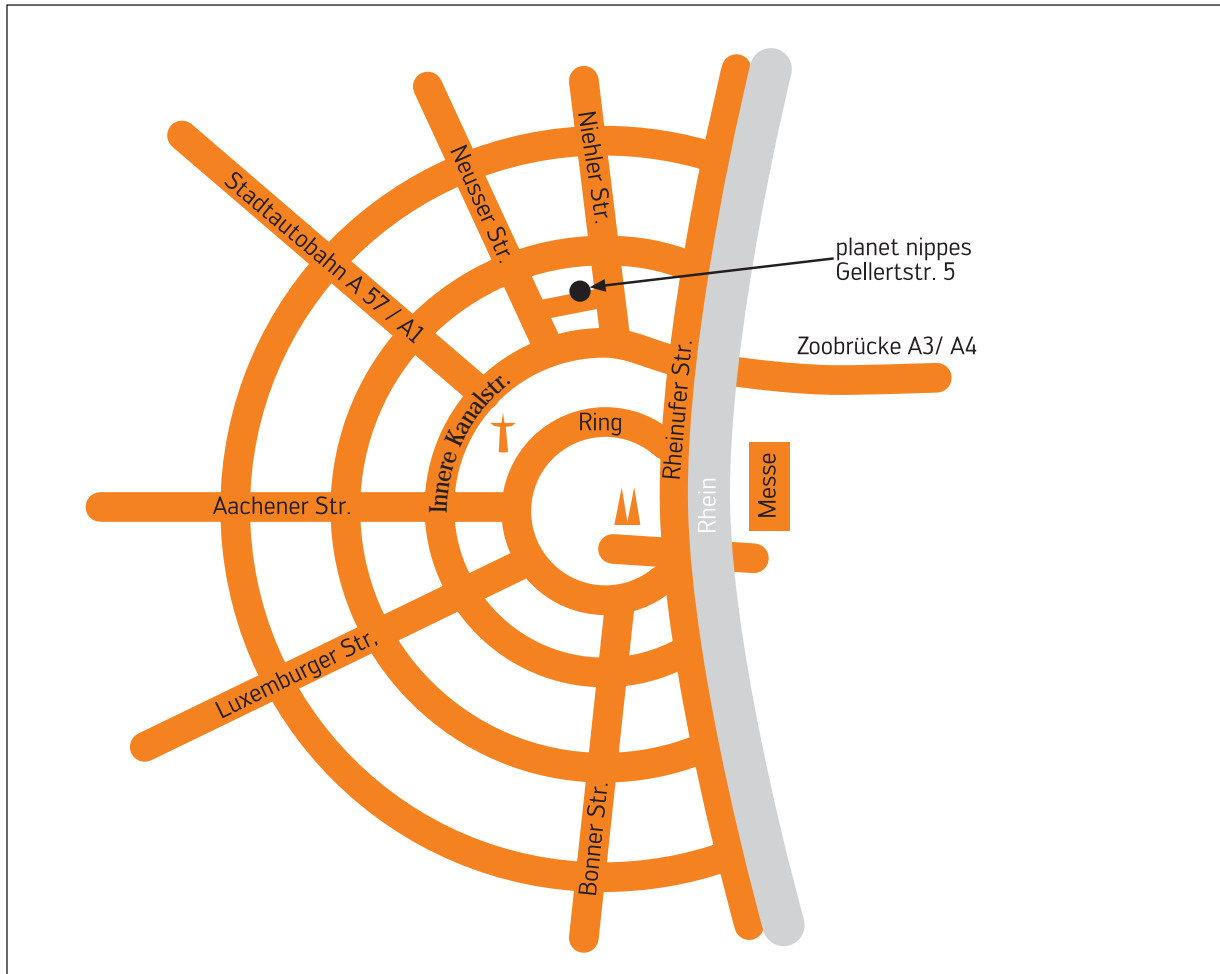 Niehler Str.
Neusser Str.
Stadtautobahn A 57 / A1
planet nippes
Gellertstr. 5
Zoobrücke A3/ A4
Rheinufer Str.
Innere Kanalstr.
Ring
Rhein
Messe
Aachener Str.
Luxemburger Str,
Bonner Str.